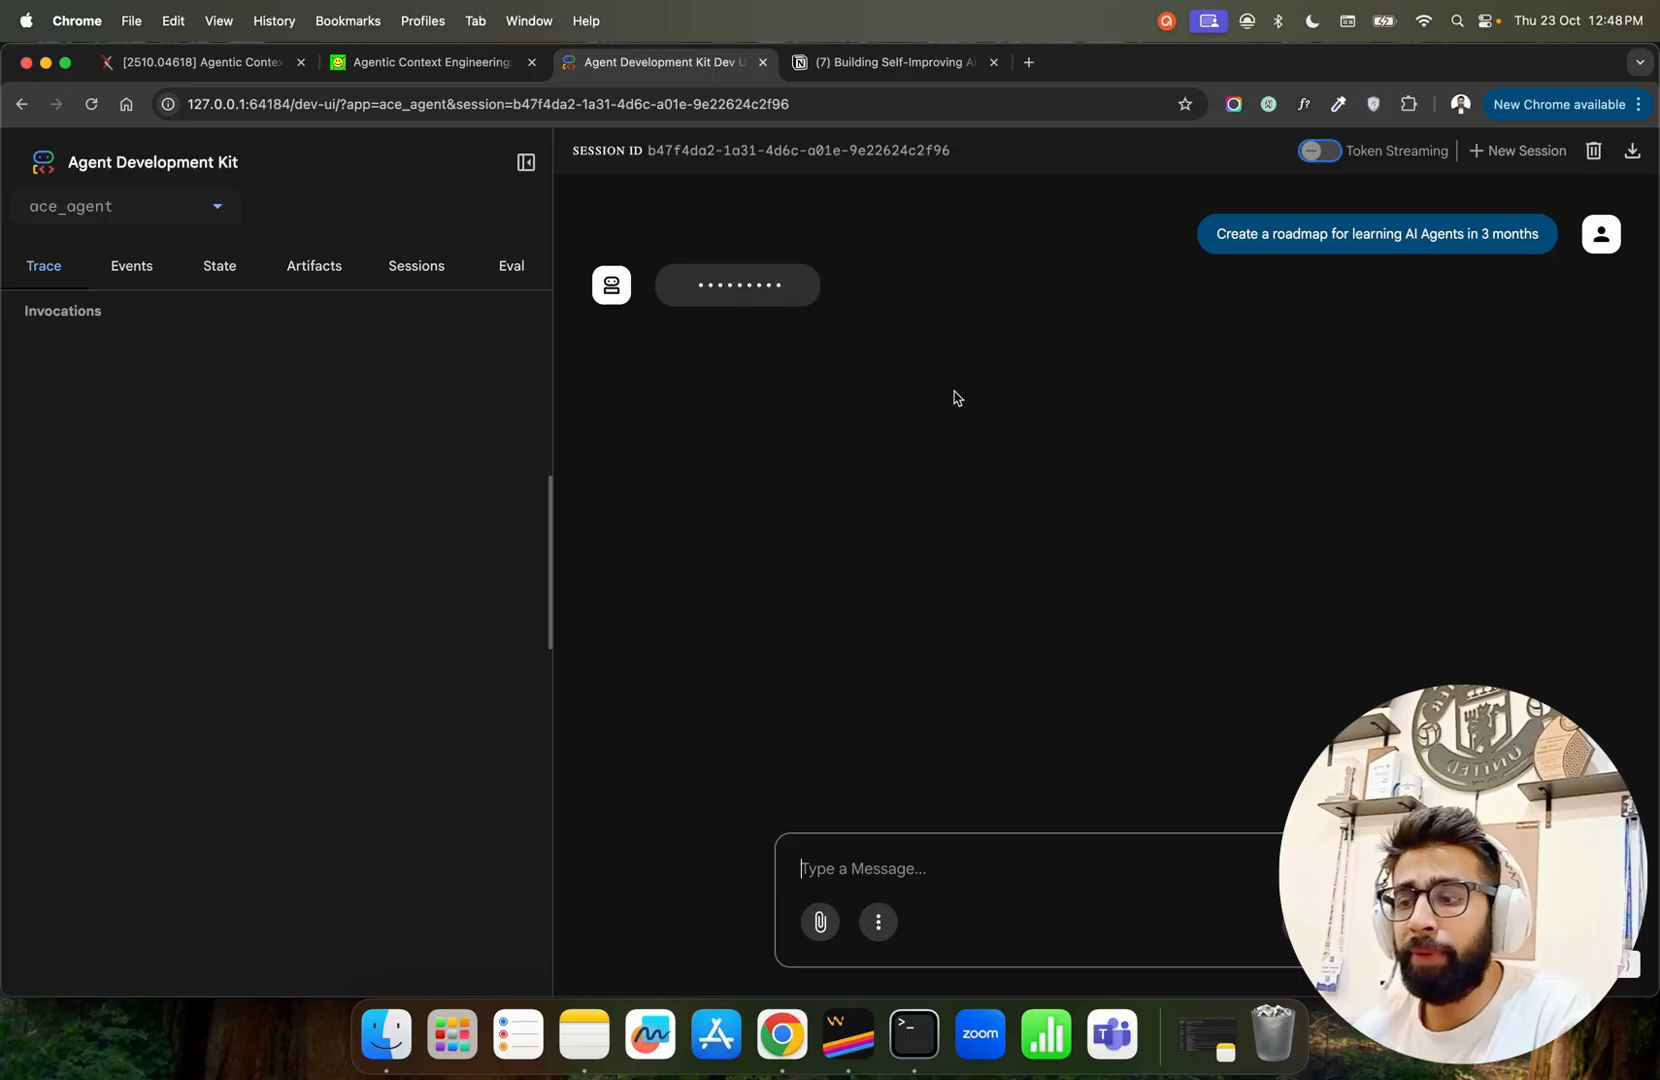 Chrome File Edit View History Bookmarks Profiles Tab Window Help
Thu 23 Oct 12:48 PM
[2510.04618] Agentic Contex
Agentic Context Engineering:
Agent Development Kit Dev U
(7) Building Self-Improving AI
127.0.0.1:64184/dev-ui/?app=ace_agent&session=b47f4da2-1a31-4d6c-a01e-9e22624c2f96
New Chrome available
Agent Development Kit
SESSION ID b47f4da2-1a31-4d6c-a01e-9e22624c2f96
Token Streaming
New Session
ace_agent
Create a roadmap for learning AI Agents in 3 months
Trace Events State Artifacts Sessions Eval
Invocations
Type a Message...
UNITED
zoom